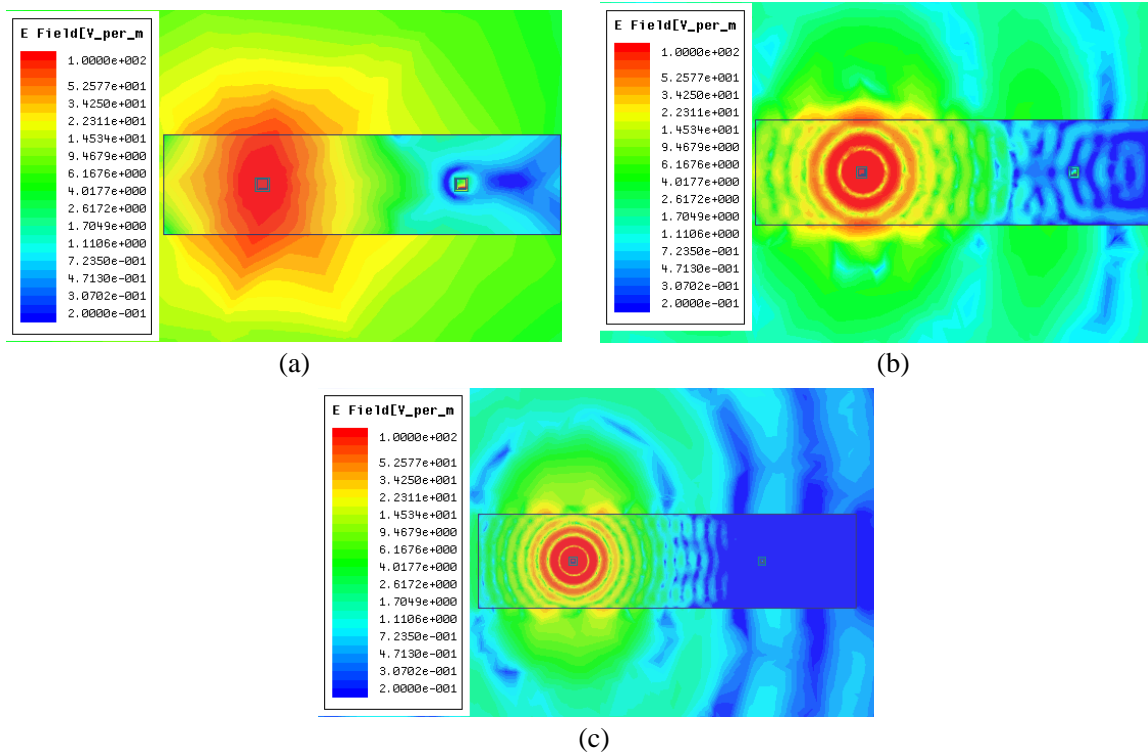 E Field[V_per_m
1.0000e+002
5.2577e+001
3.4250e+001
2.2311e+001
1.4534e+001
9.4679e+000
6.1676e+000
4.0177e+000
2.6172e+000
1.7049e+000
1.1106e+000
7.2350e-001
4.7130e-001
3.0702e-001
2.0000e-001
E Field[V_per_m
1.0000e+002
5.2577e+001
3.4250e+001
2.2311e+001
1.4534e+001
9.4679e+000
6.1676e+000
4.0177e+000
2.6172e+000
1.7049e+000
1.1106e+000
7.2350e-001
4.7130e-001
3.0702e-001
2.0000e-001
(a)
(b)
E Field[V_per_m
1.0000e+002
5.2577e+001
3.4250e+001
2.2311e+001
1.4534e+001
9.4679e+000
6.1676e+000
4.0177e+000
2.6172e+000
1.7049e+000
1.1106e+000
7.2350e-001
4.7130e-001
3.0702e-001
2.0000e-001
(c)